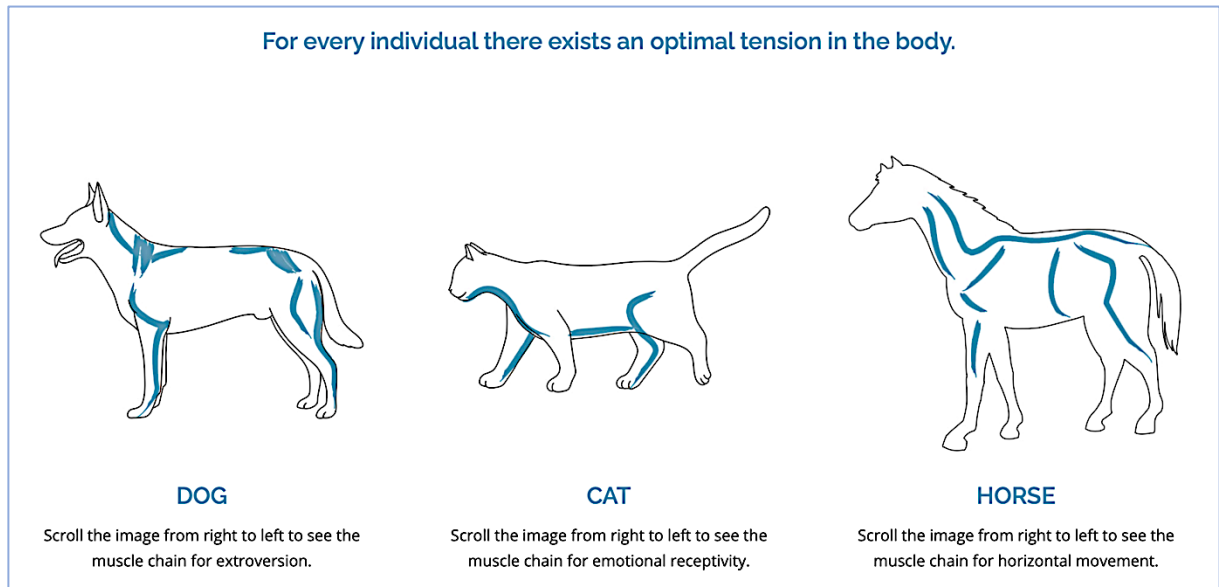 For every individual there exists an optimal tension in the body.
DOG
Scroll the image from right to left to see the
muscle chain for extroversion.
CAT
Scroll the image from right to left to see the
muscle chain for emotional receptivity.
HORSE
Scroll the image from right to left to see the
muscle chain for horizontal movement.